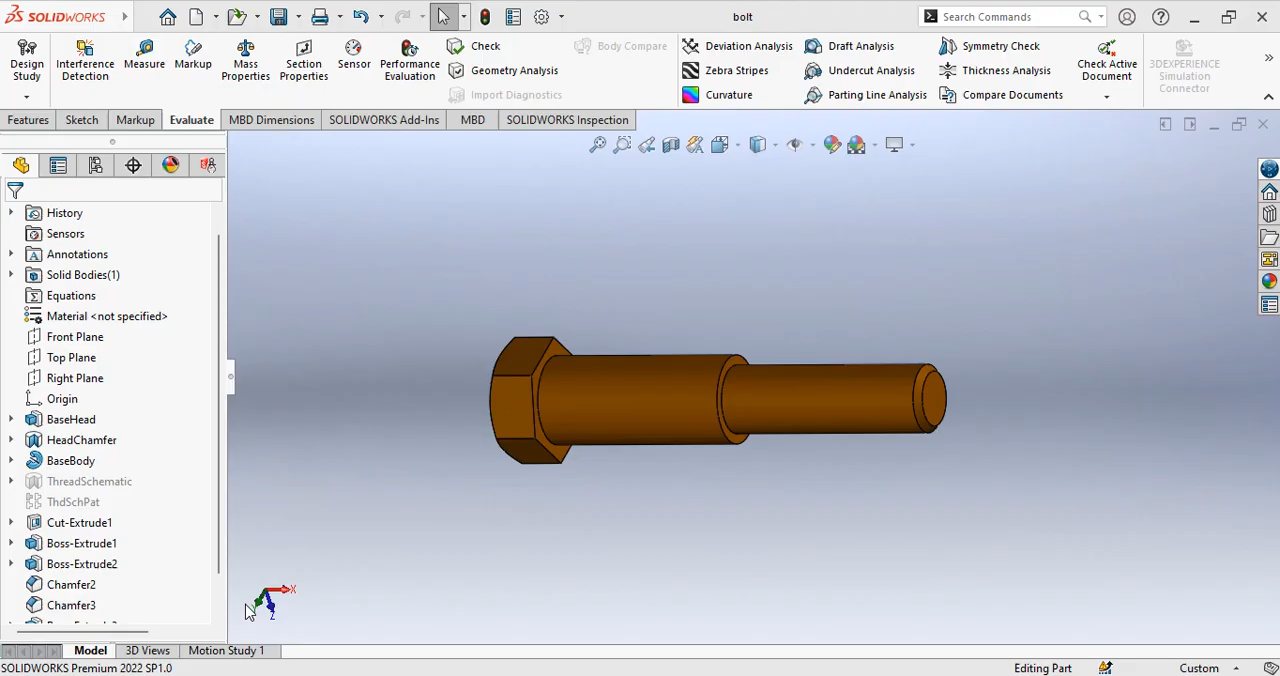 SOLIDWORKS
bolt
Search Commands
Design Study
Interference Detection
Measure
Markup
Mass Properties
Section Properties
Sensor
Performance Evaluation
Check
Geometry Analysis
Import Diagnostics
Body Compare
Deviation Analysis
Zebra Stripes
Curvature
Draft Analysis
Undercut Analysis
Parting Line Analysis
Symmetry Check
Thickness Analysis
Compare Documents
Check Active Document
3DEXPERIENCE Simulation Connector
Features
Sketch
Markup
Evaluate
MBD Dimensions
SOLIDWORKS Add-Ins
MBD
SOLIDWORKS Inspection
History
Sensors
Annotations
Solid Bodies(1)
Equations
Material <not specified>
Front Plane
Top Plane
Right Plane
Origin
BaseHead
HeadChamfer
BaseBody
ThreadSchematic
ThdSchPat
Cut-Extrude1
Boss-Extrude1
Boss-Extrude2
Chamfer2
Chamfer3
X
Z
Model
3D Views
Motion Study 1
SOLIDWORKS Premium 2022 SP1.0
Editing Part
Custom